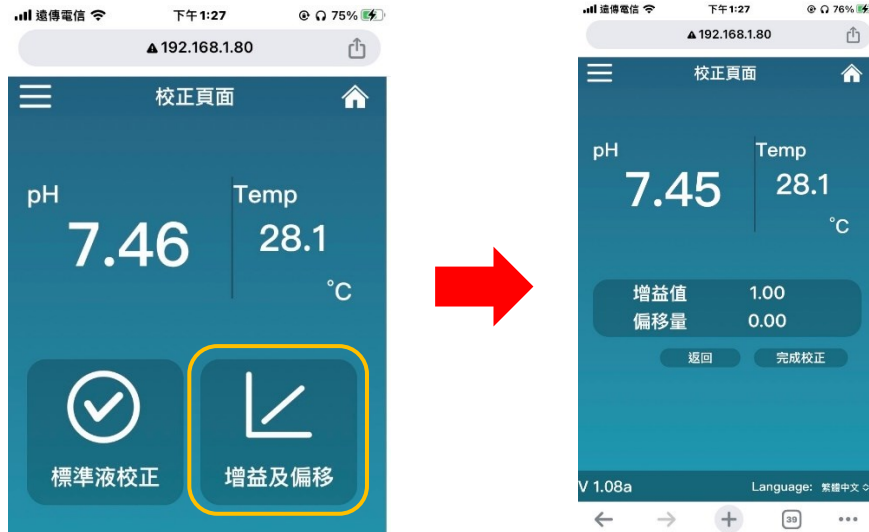 遠傳電信 下午1:27 75%
192.168.1.80
校正頁面
pH Temp
7.46 28.1
°C
標準液校正 增益及偏移
遠傳電信 下午1:27 76%
192.168.1.80
校正頁面
pH Temp
7.45 28.1
°C
增益值 1.00
偏移量 0.00
返回 完成校正
V 1.08a Language: 繁體中文
39